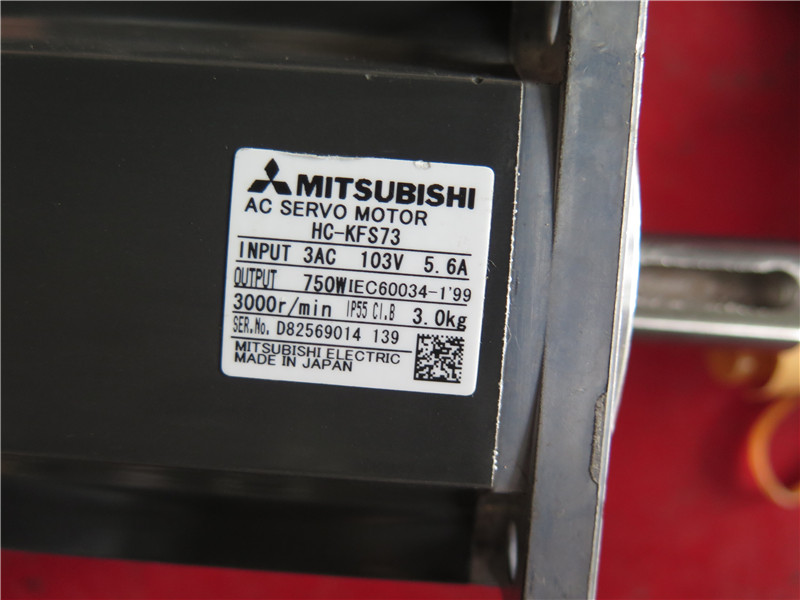 MITSUBISHI
AC SERVO MOTOR
HC-KFS73
INPUT 3AC 103V 5.6A
OUTPUT 750W IEC60034-1'99
3000r/min IP55 Cl.B 3.0kg
SER.No. D82569014 139
MITSUBISHI ELECTRIC
MADE IN JAPAN